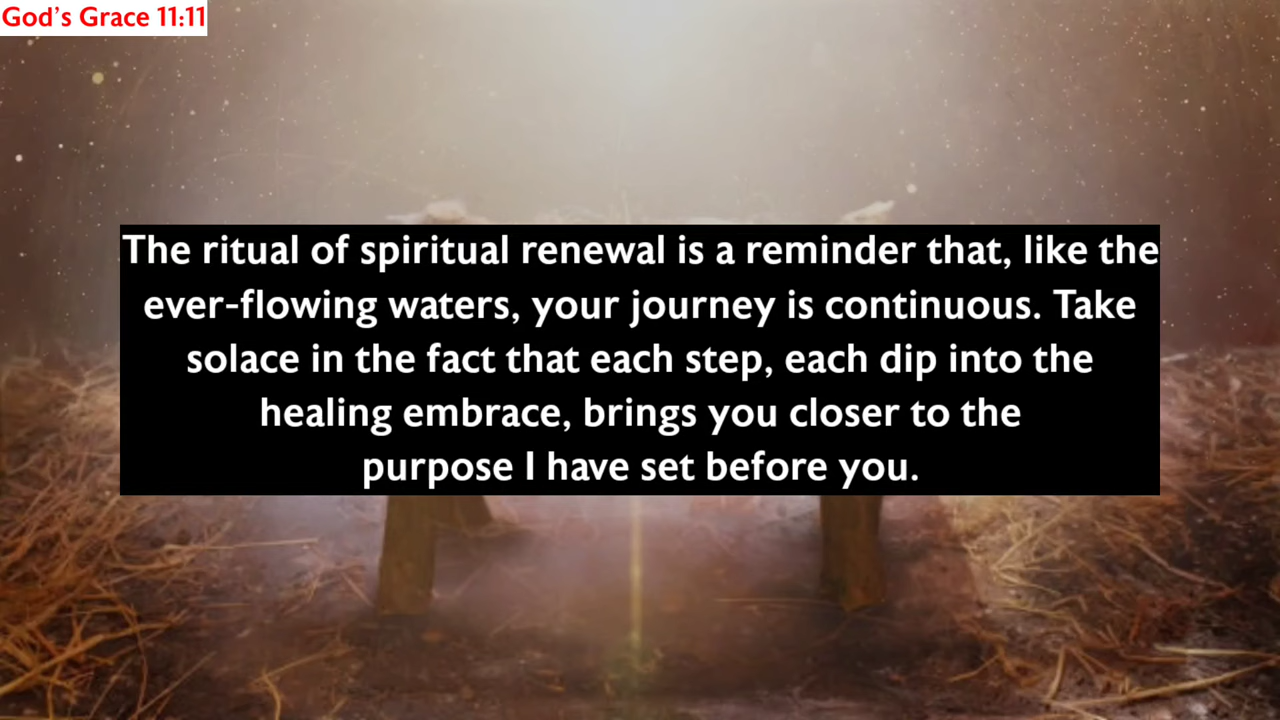 God's Grace 11:11
The ritual of spiritual renewal is a reminder that, like the
ever-flowing waters, your journey is continuous. Take
solace in the fact that each step, each dip into the
healing embrace, brings you closer to the
purpose I have set before you.